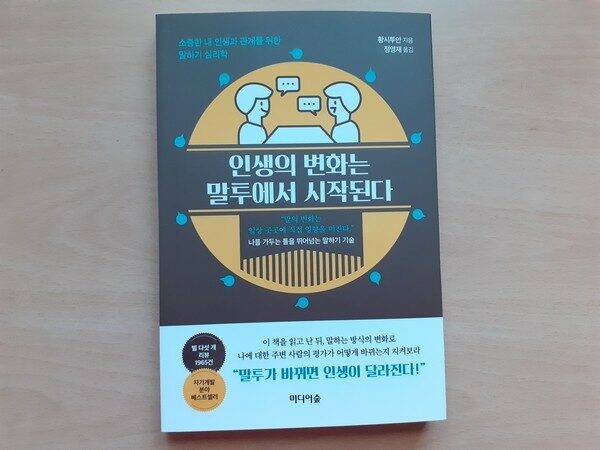 소중한 내 인생과 관계를 위한
말하기 심리학
황시투안 지음
정영재 옮김
인생의 변화는
말투에서 시작된다
“말의 변화는
일상 곳곳에 직접 영향을 미친다.”
나를 가두는 틀을 뛰어넘는 말하기 기술
이 책을 읽고 난 뒤, 말하는 방식의 변화로
나에 대한 주변 사람의 평가가 어떻게 바뀌는지 지켜보라
“말투가 바뀌면 인생이 달라진다!”
별 다섯 개
리뷰
1965건
자기계발
분야
베스트셀러
미디어숲